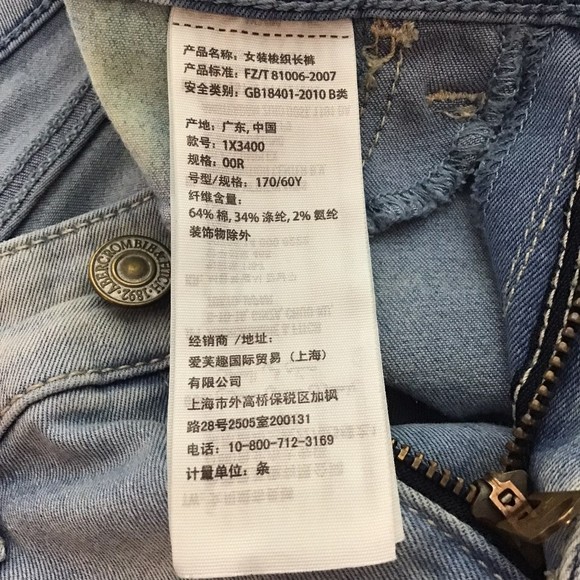 产品名称: 女装梭织长裤
产品标准: FZ/T 81006-2007
安全类别: GB18401-2010 B类
产地: 广东, 中国
款号: 1X3400
规格: 00R
号型/规格: 170/60Y
纤维含量:
64% 棉, 34% 涤纶, 2% 氨纶
装饰物除外
经销商 /地址:
爱芙趣国际贸易（上海）
有限公司
上海市外高桥保税区加枫
路28号2505室200131
电话: 10-800-712-3169
计量单位: 条
ABERCROMBIE & FITCH · 1892 ·